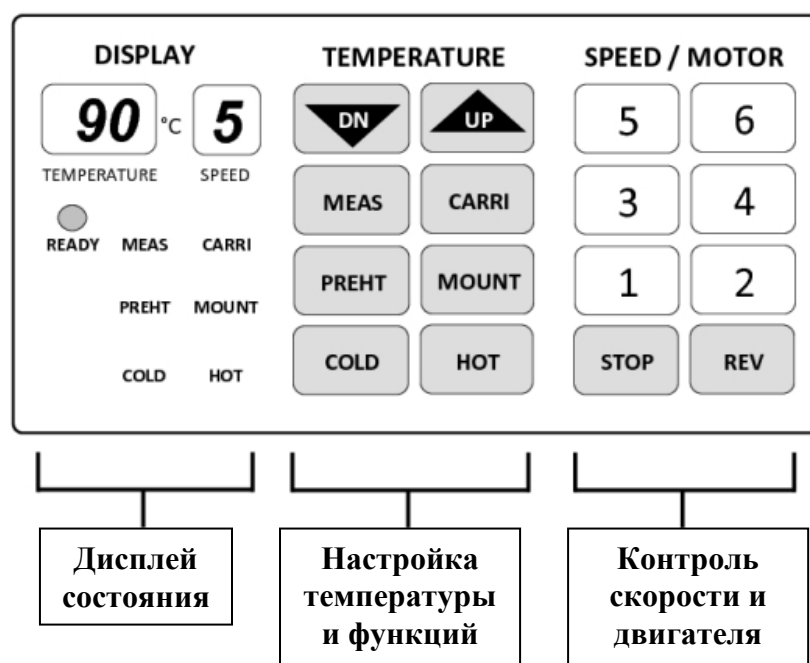 DISPLAY TEMPERATURE SPEED / MOTOR
90 °C 5 DN UP 5 6
TEMPERATURE SPEED
MEAS CARRI 3 4
READY MEAS CARRI
PREHT MOUNT 1 2
PREHT MOUNT
COLD HOT STOP REV
COLD HOT
Дисплей
состояния
Настройка
температуры
и функций
Контроль
скорости и
двигателя